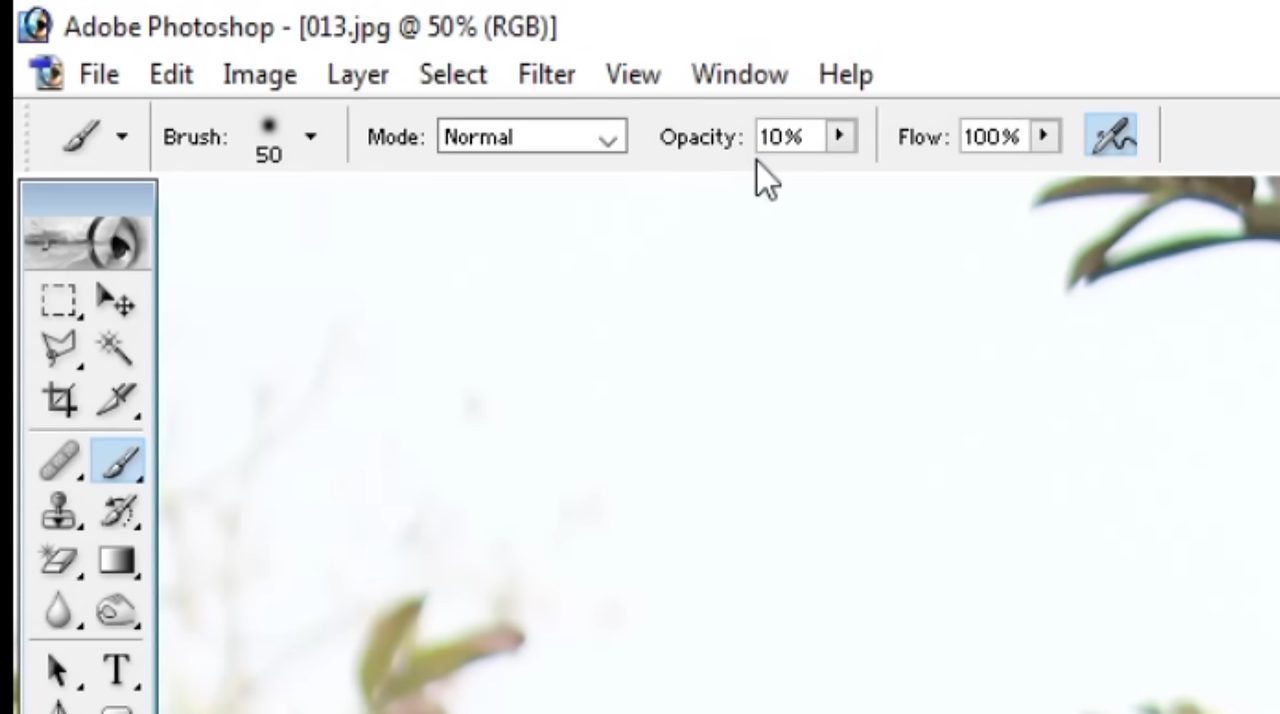 Adobe Photoshop - [013.jpg @ 50% (RGB)]
File Edit Image Layer Select Filter View Window Help
Brush: 50 Mode: Normal Opacity: 10% Flow: 100%
T